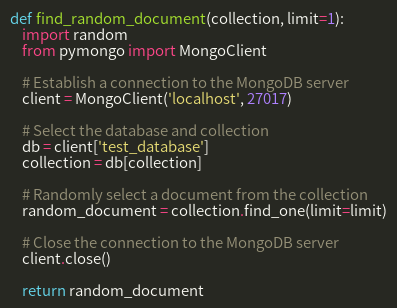 def find_random_document(collection, limit=1):
    import random
    from pymongo import MongoClient

    # Establish a connection to the MongoDB server
    client = MongoClient('localhost', 27017)

    # Select the database and collection
    db = client['test_database']
    collection = db[collection]

    # Randomly select a document from the collection
    random_document = collection.find_one(limit=limit)

    # Close the connection to the MongoDB server
    client.close()

    return random_document